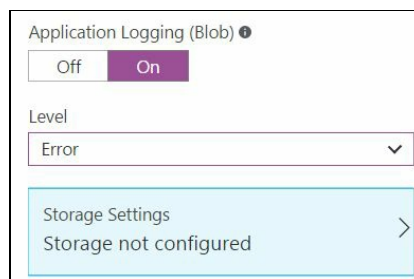 Application Logging (Blob)
Off On
Level
Error
Storage Settings
Storage not configured